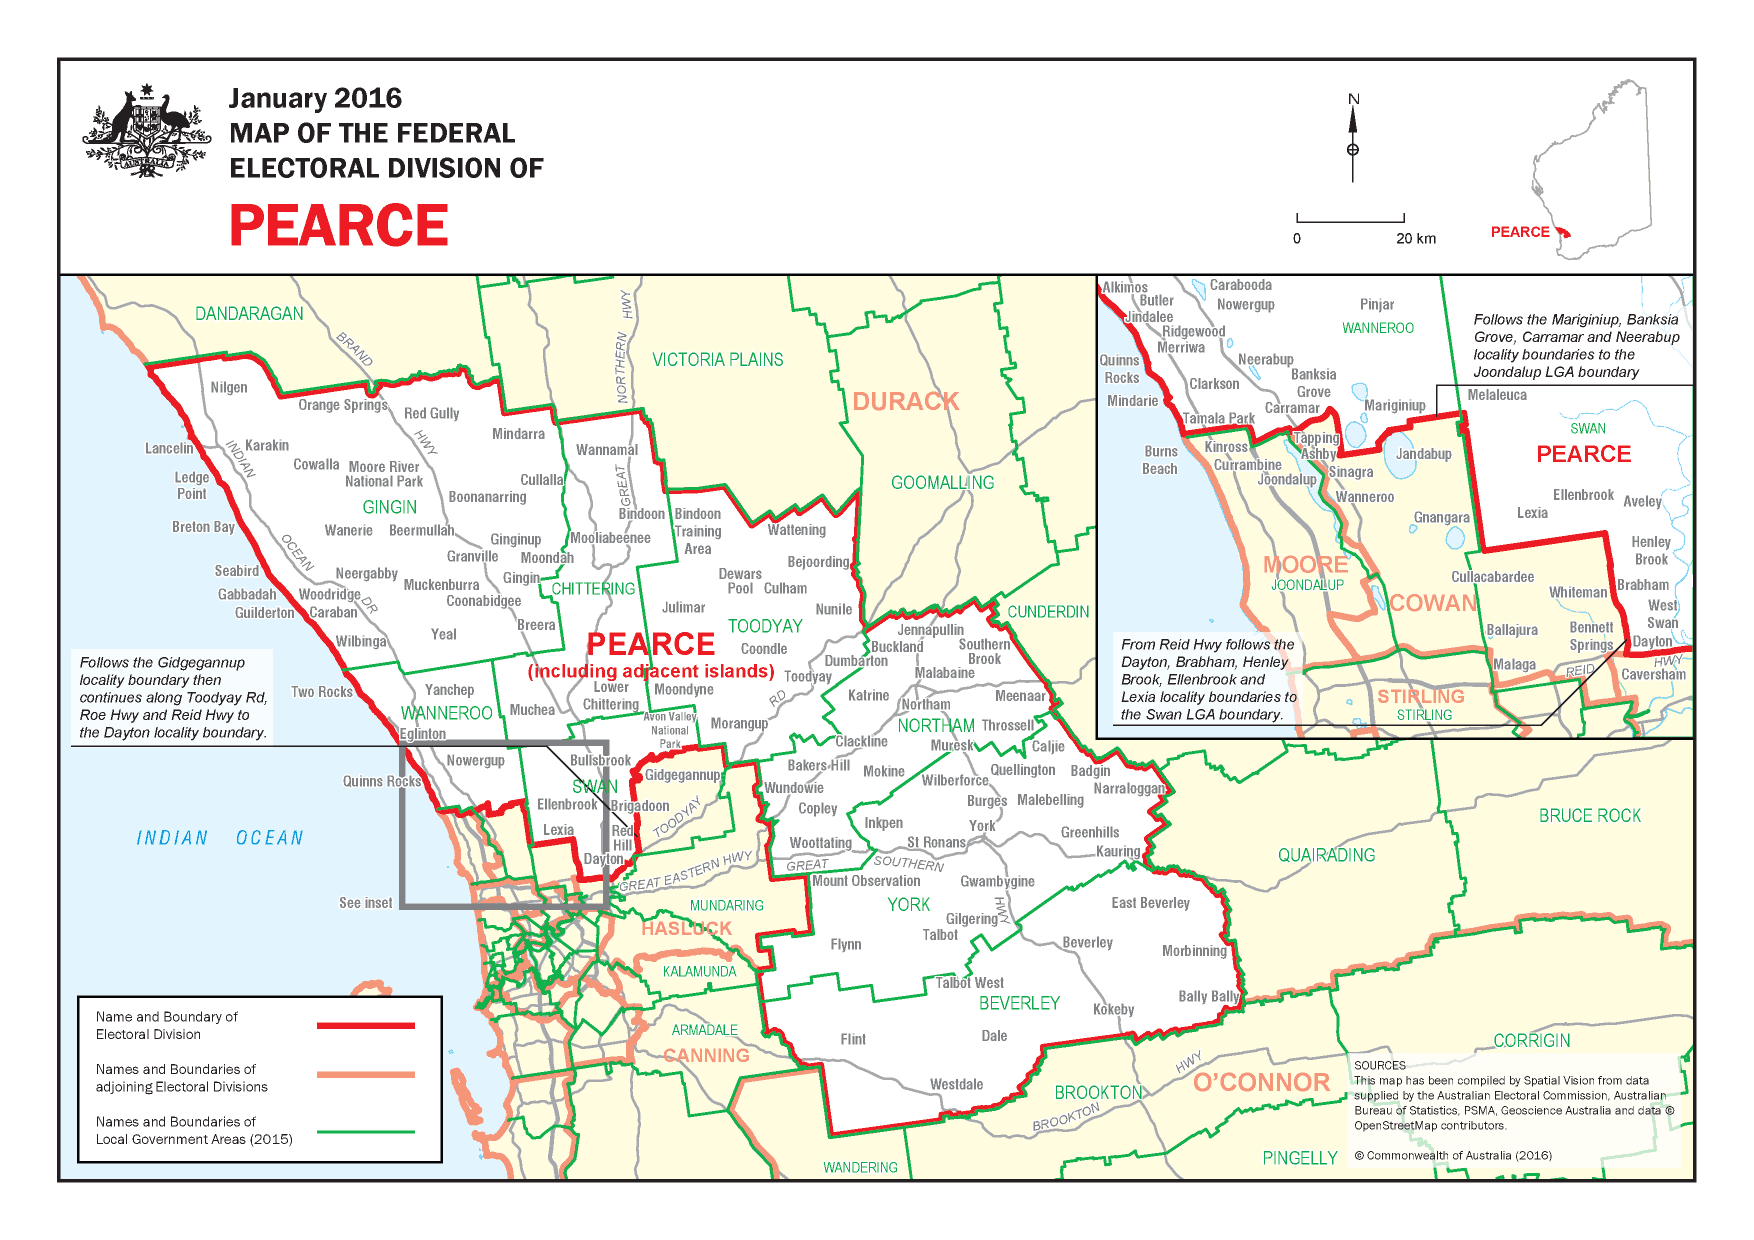 January 2016
MAP OF THE FEDERAL
ELECTORAL DIVISION OF
PEARCE
AUSTRALIA
N
0 20 km
PEARCE
DANDARAGAN
BRAND
HWY
NORTHERN
HWY
GREAT
VICTORIA PLAINS
DURACK
GOOMALLING
CUNDERDIN
Nilgen
Orange Springs
Red Gully
Mindarra
Wannamal
Lancelin
Karakin
INDIAN
OCEAN
DR
Ledge
Point
Cowalla
Moore River
National Park
Cullalla
GINGIN
Boonanarring
Breton Bay
Wanerie
Beermullah
Ginginup
Mooliabeenee
Bindoon
Bindoon
Training
Area
Wattening
Granville
Moondah
Bejoording
Seabird
Neergabby
Gingin
CHITTERING
Dewars
Pool
Culham
Gabbadah
Woodridge
Muckenburra
Coonabidgee
Julimar
Nunile
Guilderton
Caraban
Breera
TOODYAY
Wilbinga
Yeal
PEARCE
(including adjacent islands)
Coondle
Toodyay
Dumbarton
Buckland
Jennapullin
Southern
Brook
Malabaine
Follows the Gidgegannup
locality boundary then
continues along Toodyay Rd,
Roe Hwy and Reid Hwy to
the Dayton locality boundary.
Two Rocks
Yanchep
WANNEROO
Muchea
Lower
Chittering
Moondyne
Avon Valley
National
Park
Morangup
RD
Katrine
Northam
Meenaar
NORTHAM
Throssell
Eglinton
Clackline
Muresk
Caljie
Nowergup
Bullsbrook
Gidgegannup
Bakers Hill
Mokine
Wilberforce
Quellington
Badgin
Quinns Rocks
SWAN
Wundowie
Narraloggan
Ellenbrook
Brigadoon
TOODYAY
Copley
Burges
Malebelling
INDIAN OCEAN
Lexia
Red
Hill
Inkpen
York
Greenhills
Woottating
St Ronans
Kauring
Dayton
GREAT EASTERN HWY
GREAT
SOUTHERN
HWY
See inset
Mount Observation
Gwambygine
MUNDARING
YORK
East Beverley
HASLUCK
Gilgering
Talbot
Flynn
Beverley
Morbinning
KALAMUNDA
Talbot West
BEVERLEY
Bally Bally
Kokeby
ARMADALE
CANNING
Flint
Dale
Westdale
BROOKTON
HWY
BROOKTON
O'CONNOR
WANDERING
PINGELLY
CORRIGIN
QUAIRADING
BRUCE ROCK
Alkimos
Butler
Jindalee
Carabooda
Nowergup
Pinjar
WANNEROO
Ridgewood
Merriwa
Quinns
Rocks
Neerabup
Clarkson
Banksia
Grove
Mindarie
Carramar
Mariginiup
Melaleuca
Tamala Park
Follows the Mariginiup, Banksia
Grove, Carramar and Neerabup
locality boundaries to the
Joondalup LGA boundary
SWAN
PEARCE
Burns
Beach
Kinross
Tapping
Ashby
Jandabup
Currambine
Joondalup
Sinagra
Wanneroo
Ellenbrook
Aveley
Lexia
Gnangara
Henley
Brook
MOORE
JOONDALUP
Cullacabardee
Whiteman
Brabham
COWAN
West
Swan
Ballajura
Bennett
Springs
Dayton
Malaga
REID
HWY
Caversham
STIRLING
STIRLING
From Reid Hwy follows the
Dayton, Brabham, Henley
Brook, Ellenbrook and
Lexia locality boundaries to
the Swan LGA boundary.
Name and Boundary of
Electoral Division
Names and Boundaries of
adjoining Electoral Divisions
Names and Boundaries of
Local Government Areas (2015)
SOURCES
This map has been compiled by Spatial Vision from data
supplied by the Australian Electoral Commission, Australian
Bureau of Statistics, PSMA, Geoscience Australia and data ©
OpenStreetMap contributors.
© Commonwealth of Australia (2016)